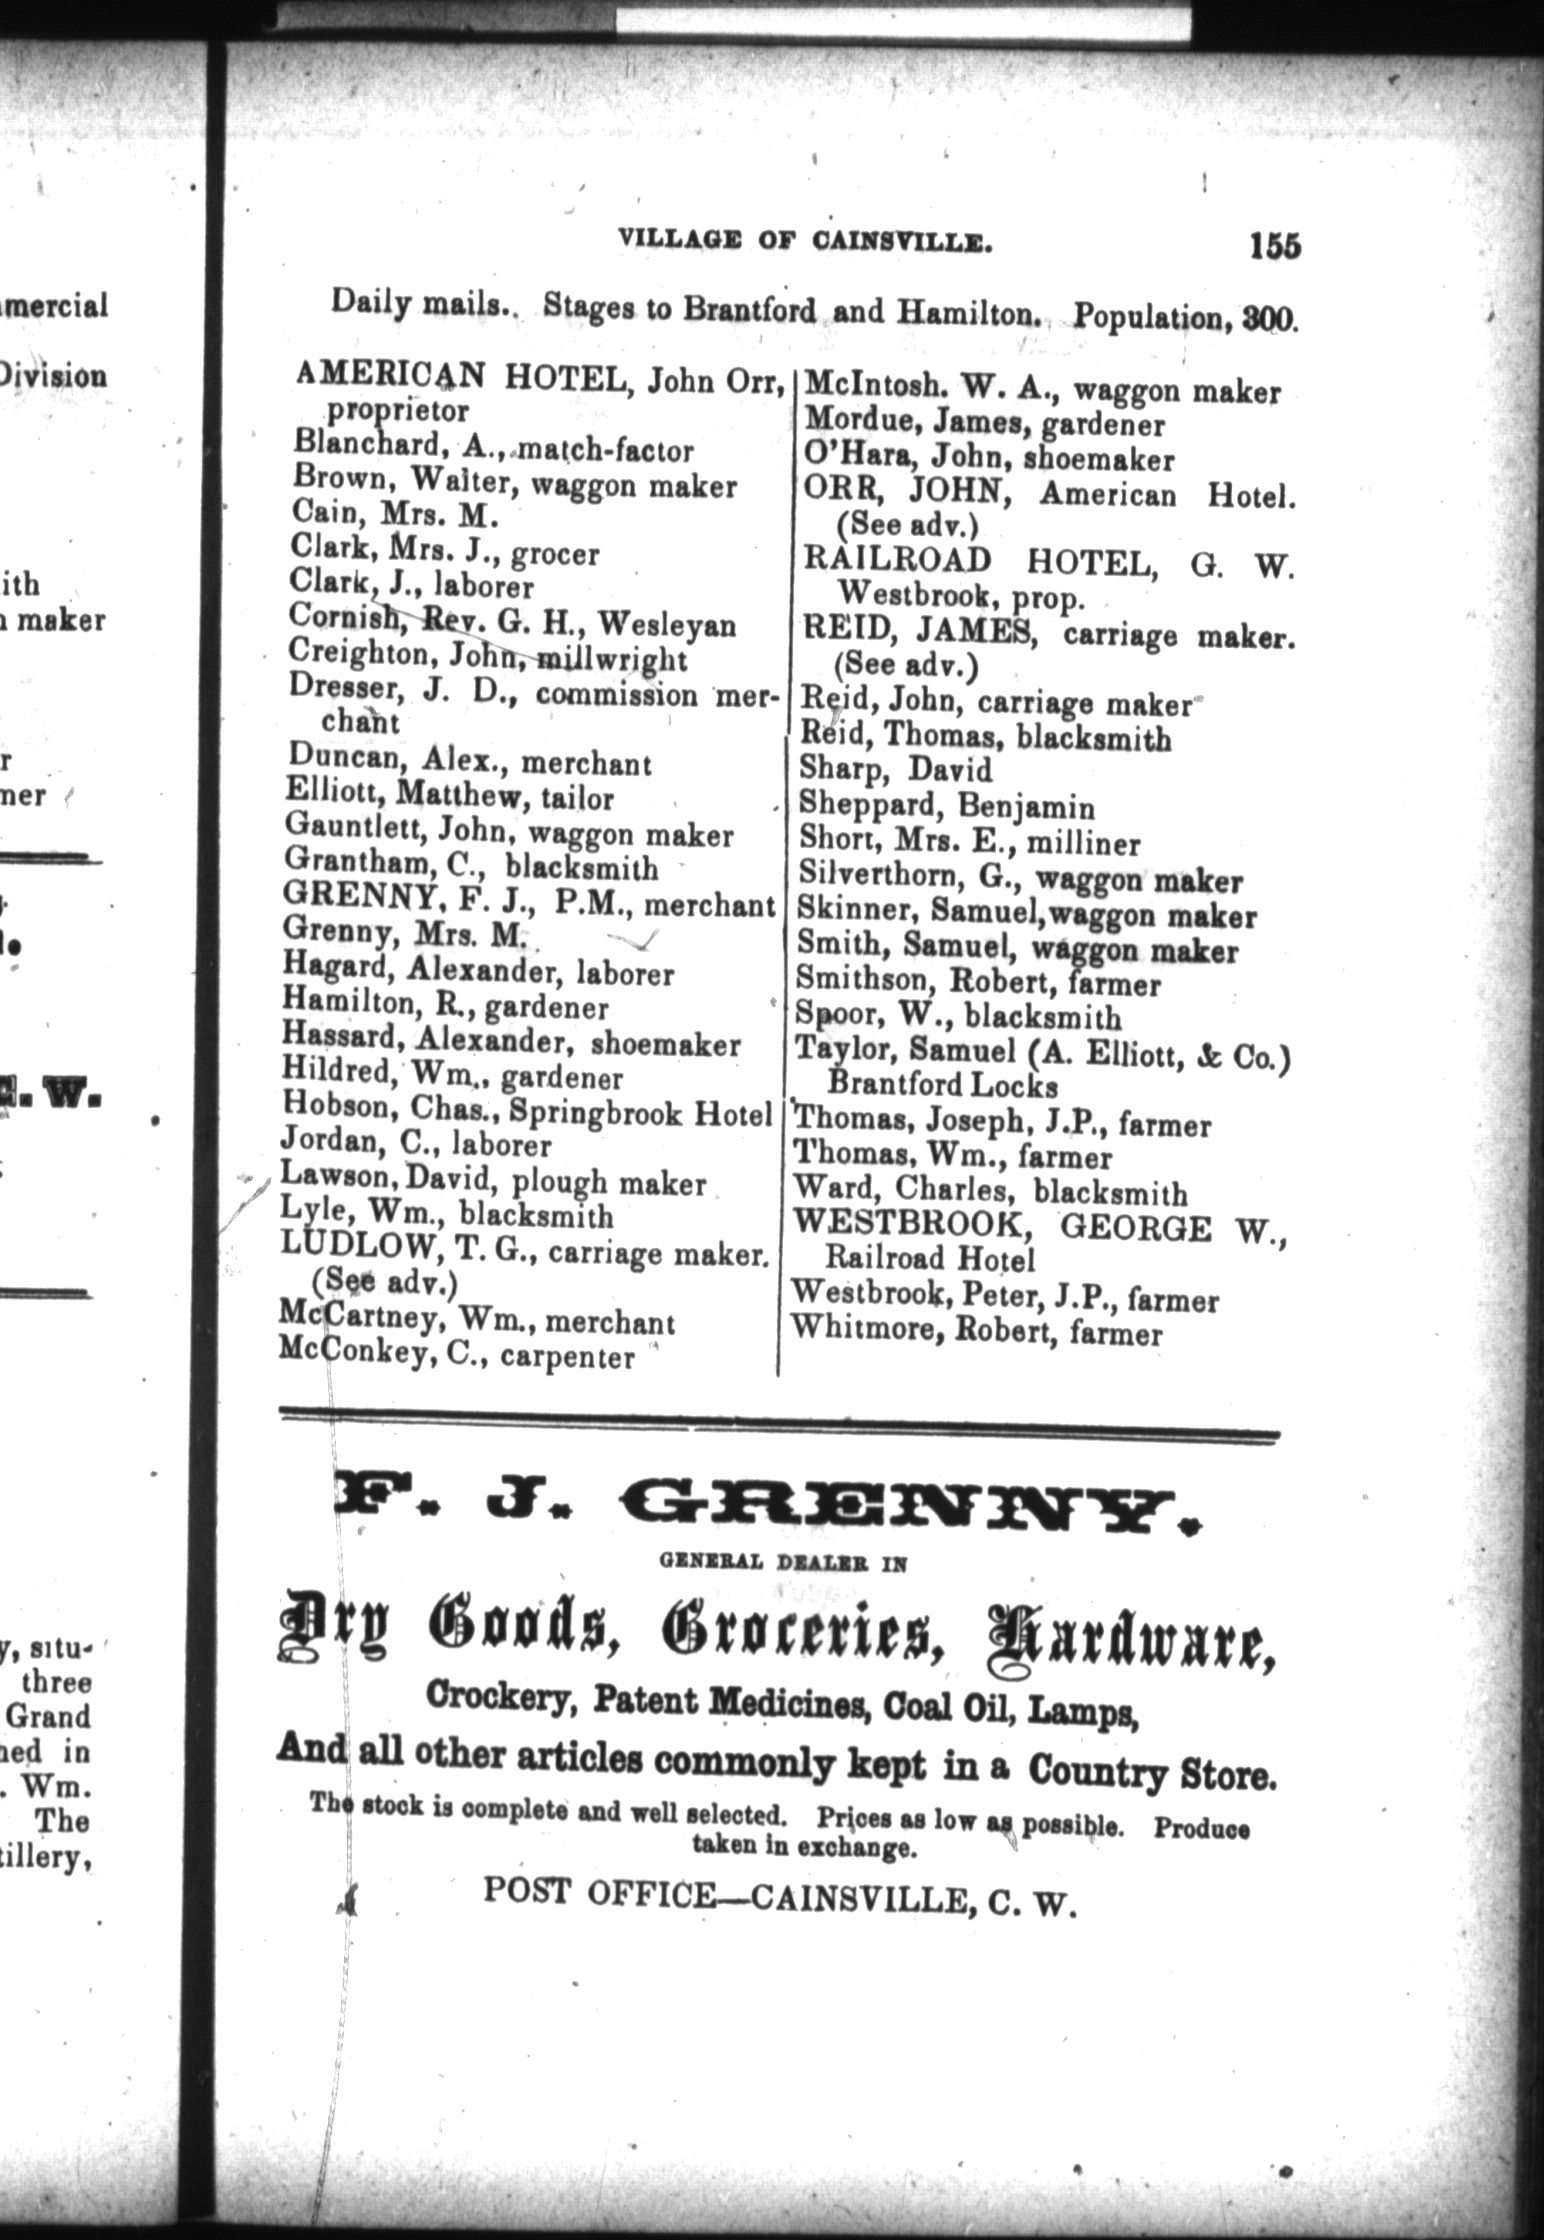 mercial
Division
ith
maker
r
C. W.
y, situ-
three
Grand
in
. Wm.
The
tillery,
VILLAGE OF CAINSVILLE. 155
Daily mails.. Stages to Brantford and Hamilton. Population, 300.
AMERICAN HOTEL, John Orr,
proprietor
Blanchard, A., match-factor
Brown, Walter, waggon maker
Cain, Mrs. M.
Clark, Mrs. J., grocer
Clark, J., laborer
Cornish, Rev. G. H., Wesleyan
Creighton, John, millwright
Dresser, J. D., commission mer-
chant
Duncan, Alex., merchant
Elliott, Matthew, tailor
Gauntlett, John, waggon maker
Grantham, C., blacksmith
GRENNY, F. J., P.M., merchant
Grenny, Mrs. M.
Hagard, Alexander, laborer
Hamilton, R., gardener
Hassard, Alexander, shoemaker
Hildred, Wm., gardener
Hobson, Chas., Springbrook Hotel
Jordan, C., laborer
Lawson, David, plough maker
Lyle, Wm., blacksmith
LUDLOW, T. G., carriage maker.
(See adv.)
McCartney, Wm., merchant
McConkey, C., carpenter
McIntosh. W. A., waggon maker
Mordue, James, gardener
O'Hara, John, shoemaker
ORR, JOHN, American Hotel.
(See adv.)
RAILROAD HOTEL, G. W.
Westbrook, prop.
REID, JAMES, carriage maker.
(See adv.)
Reid, John, carriage maker
Reid, Thomas, blacksmith
Sharp, David
Sheppard, Benjamin
Short, Mrs. E., milliner
Silverthorn, G., waggon maker
Skinner, Samuel, waggon maker
Smith, Samuel, waggon maker
Smithson, Robert, farmer
Spoor, W., blacksmith
Taylor, Samuel (A. Elliott, & Co.)
Brantford Locks
Thomas, Joseph, J.P., farmer
Thomas, Wm., farmer
Ward, Charles, blacksmith
WESTBROOK, GEORGE W.,
Railroad Hotel
Westbrook, Peter, J.P., farmer
Whitmore, Robert, farmer
F. J. GRENNY.
GENERAL DEALER IN
Dry Goods, Groceries, Hardware,
Crockery, Patent Medicines, Coal Oil, Lamps,
And all other articles commonly kept in a Country Store.
The stock is complete and well selected. Prices as low as possible. Produce
taken in exchange.
POST OFFICE—CAINSVILLE, C. W.